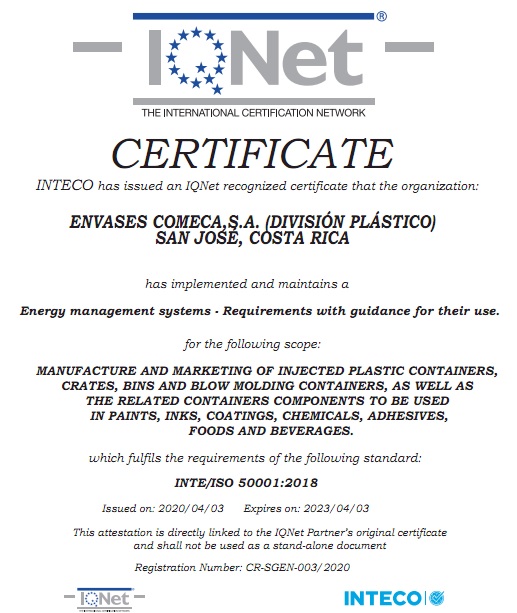 IQNet®
THE INTERNATIONAL CERTIFICATION NETWORK
CERTIFICATE
INTECO has issued an IQNet recognized certificate that the organization:
ENVASES COMECA,S.A. (DIVISIÓN PLÁSTICO)
SAN JOSÉ, COSTA RICA
has implemented and maintains a
Energy management systems - Requirements with guidance for their use.
for the following scope:
MANUFACTURE AND MARKETING OF INJECTED PLASTIC CONTAINERS,
CRATES, BINS AND BLOW MOLDING CONTAINERS, AS WELL AS
THE RELATED CONTAINERS COMPONENTS TO BE USED
IN PAINTS, INKS, COATINGS, CHEMICALS, ADHESIVES,
FOODS AND BEVERAGES.
which fulfils the requirements of the following standard:
INTE/ISO 50001:2018
Issued on: 2020/04/03 Expires on: 2023/04/03
This attestation is directly linked to the IQNet Partner's original certificate
and shall not be used as a stand-alone document
Registration Number: CR-SGEN-003/2020
IQNet INTECO